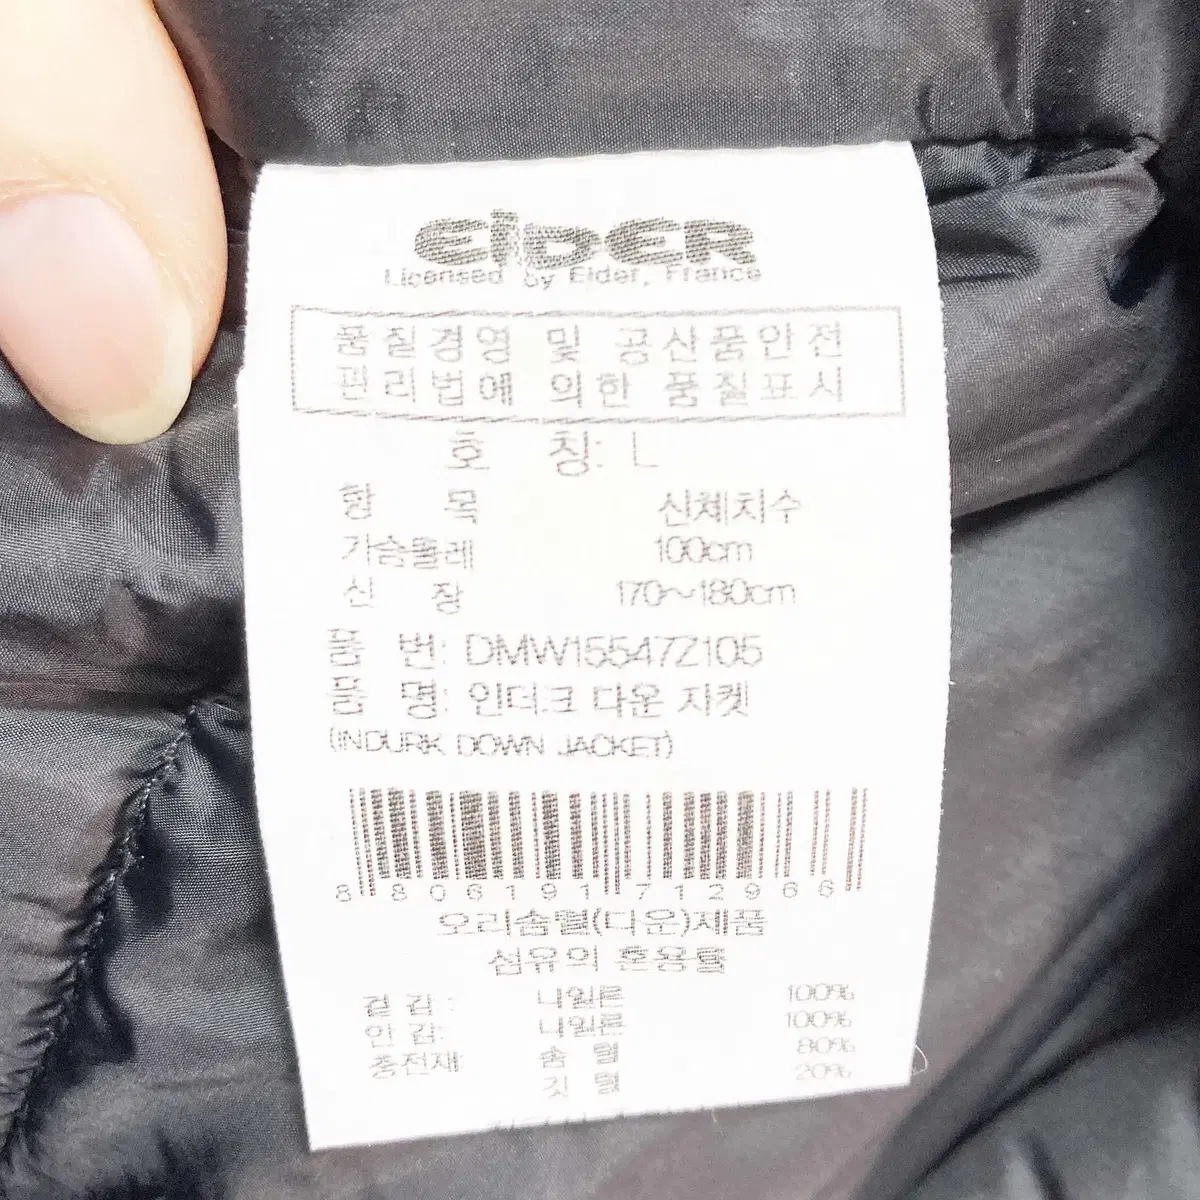 EiDER
Licensed by Eider, France
품질경영 및 공산품안전
관리법에 의한 품질표시
호 칭: L
항 목 신체치수
가슴둘레 100cm
신 장 170~180cm
품 번: DMW15547Z105
품 명: 인더크 다운 자켓
(INDURK DOWN JACKET)
8 806191 712966
오리솜털(다운)제품
섬유의 혼용률
겉 감: 나일론 100%
안 감: 나일론 100%
충전재: 솜 털 80%
깃 털 20%